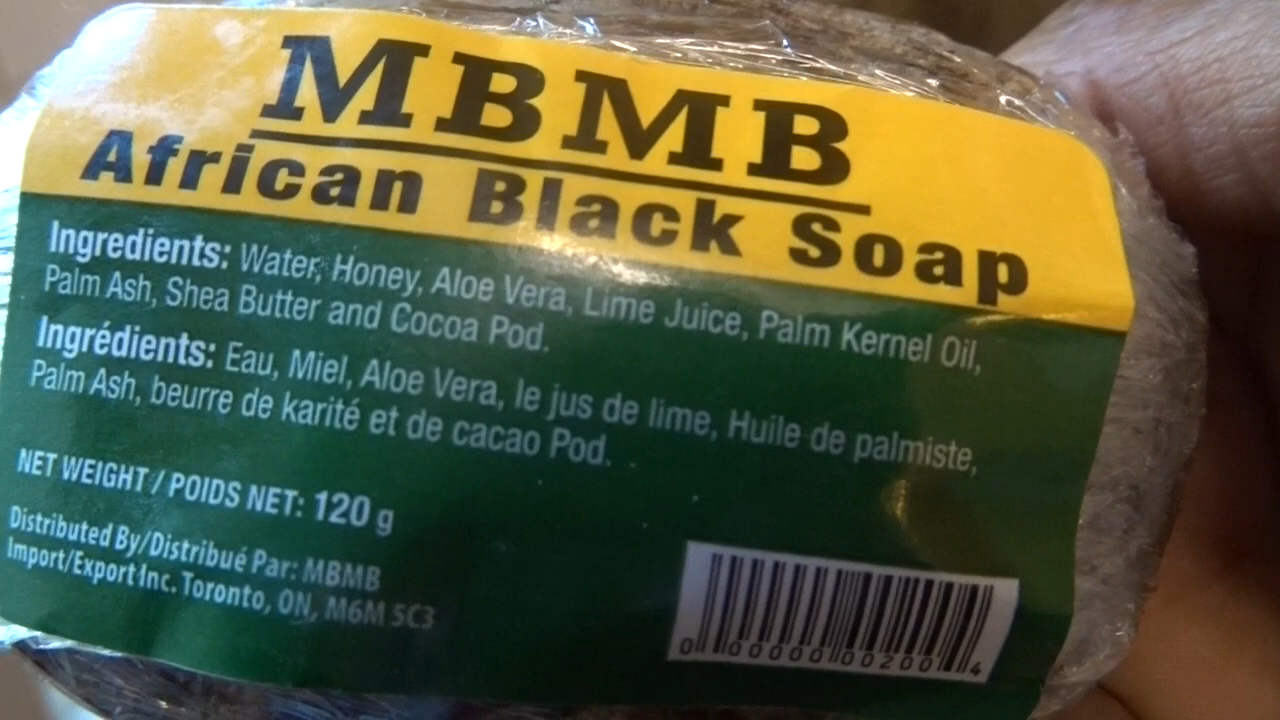 MBMB
African Black Soap
Ingredients: Water, Honey, Aloe Vera, Lime Juice, Palm Kernel Oil,
Palm Ash, Shea Butter and Cocoa Pod.
Ingrédients: Eau, Miel, Aloe Vera, le jus de lime, Huile de palmiste,
Palm Ash, beurre de karité et de cacao Pod.
NET WEIGHT / POIDS NET: 120 g
Distributed By/Distribué Par: MBMB
Import/Export Inc. Toronto, ON, M6M 5C3
0 00000 00200 4